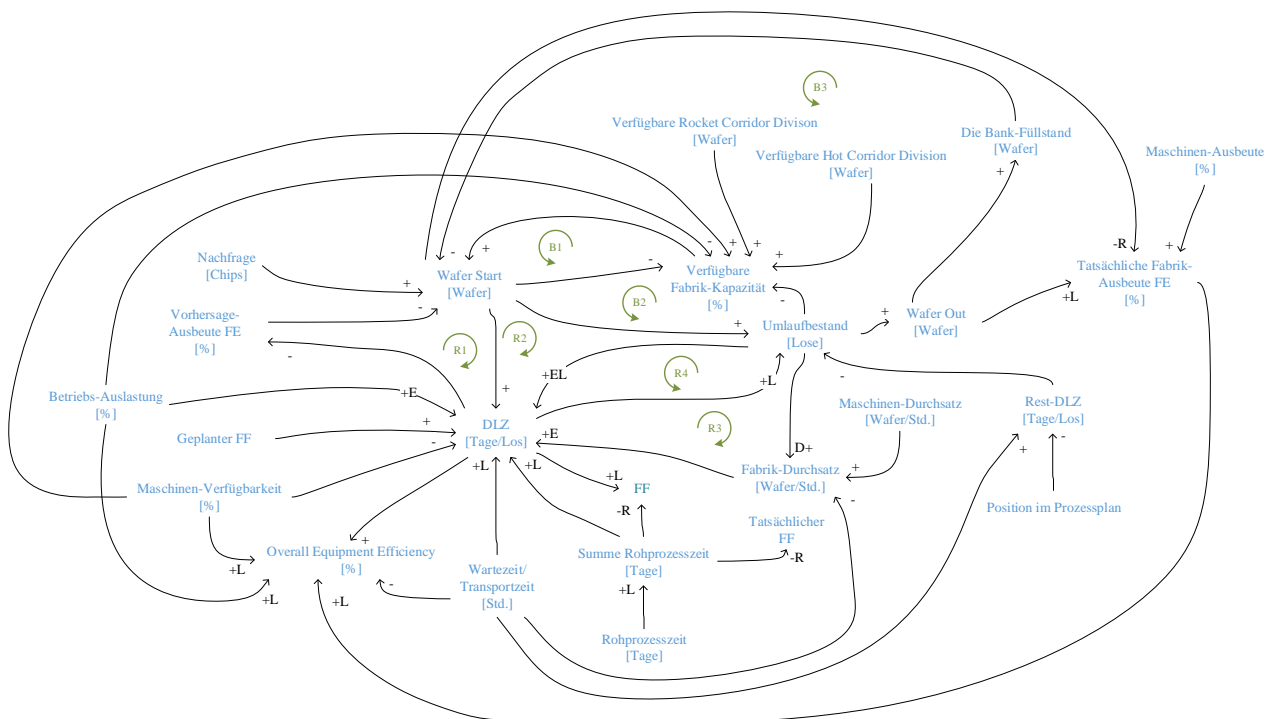 B3
Verfügbare Rocket Corridor Divison
[Wafer]
Die Bank-Füllstand
[Wafer]
Verfügbare Hot Corridor Division
[Wafer]
Maschinen-Ausbeute
[%]
+
Nachfrage
[Chips]
-
+
B1
-
+
+
+
-
-R
+
Wafer Start
[Wafer]
Verfügbare
Fabrik-Kapazität
[%]
Tatsächliche Fabrik-
Ausbeute FE
[%]
+
-
B2
-
+
+L
Vorhersage-
Ausbeute FE
[%]
+
Umlaufbestand
[Lose]
Wafer Out
[Wafer]
R1
R2
-
+EL
R4
+L
-
Betriebs-Auslastung
[%]
+E
+
Maschinen-Durchsatz
[Wafer/Std.]
Rest-DLZ
[Tage/Los]
Geplanter FF
+
-
DLZ
[Tage/Los]
+E
R3
D+
+
-
+L
+L
+L
FF
-R
Fabrik-Durchsatz
[Wafer/Std.]
+
-
Maschinen-Verfügbarkeit
[%]
Position im Prozessplan
Tatsächlicher
FF
-R
+
Overall Equipment Efficiency
[%]
+L
+L
+L
-
Wartezeit/
Transportzeit
[Std.]
Summe Rohprozesszeit
[Tage]
+L
Rohprozesszeit
[Tage]